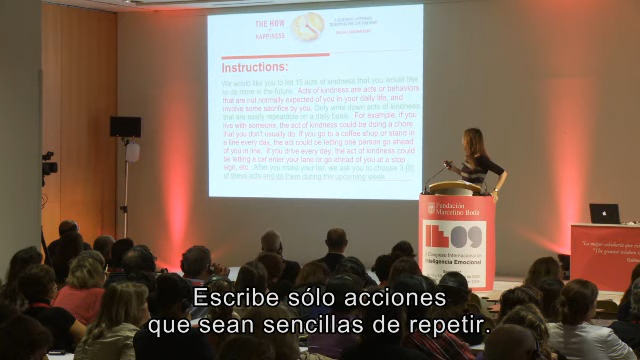 THE HOW
HAPPINESS
Instructions:
We would like you to list 15 acts of kindness that you would like
to do more in the future. Acts of kindness are acts or behaviors
that are not normally expected of you in your daily life, and
involve some sacrifice by you. Only write down acts of kindness
that are easily repeatable on a daily basis. For example, if you
live with someone, the act of kindness could be doing a chore
that you don't usually do. If you go to a coffee shop or stand in
a line every day, the act could be letting one person go ahead
of you in line. If you drive every day, the act of kindness could
be letting a car enter your lane or go ahead of you at a stop
sign, etc. After you make your list, we ask you to choose
of these acts and do them during this upcoming week.
Fundación
Marcelino Botín
09
Congreso Internacional de
Inteligencia Emocional
Escribe sólo acciones
que sean sencillas de repetir.